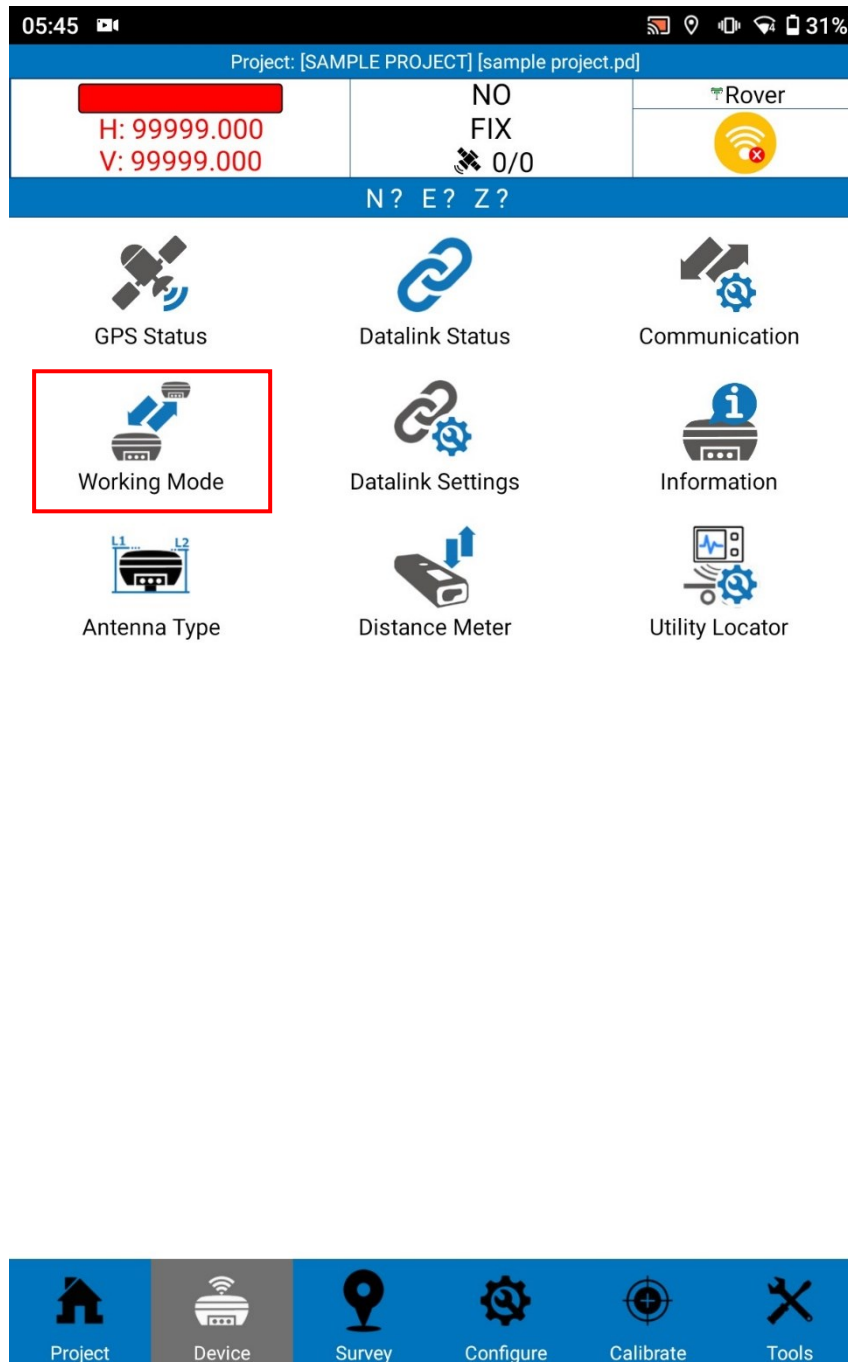 05:45
31%
Project: [SAMPLE PROJECT] [sample project.pd]
H: 99999.000
V: 99999.000
NO
FIX
0/0
Rover
N? E? Z?
GPS Status
Datalink Status
Communication
Working Mode
Datalink Settings
Information
L1 L2
Antenna Type
Distance Meter
Utility Locator
Project
Device
Survey
Configure
Calibrate
Tools